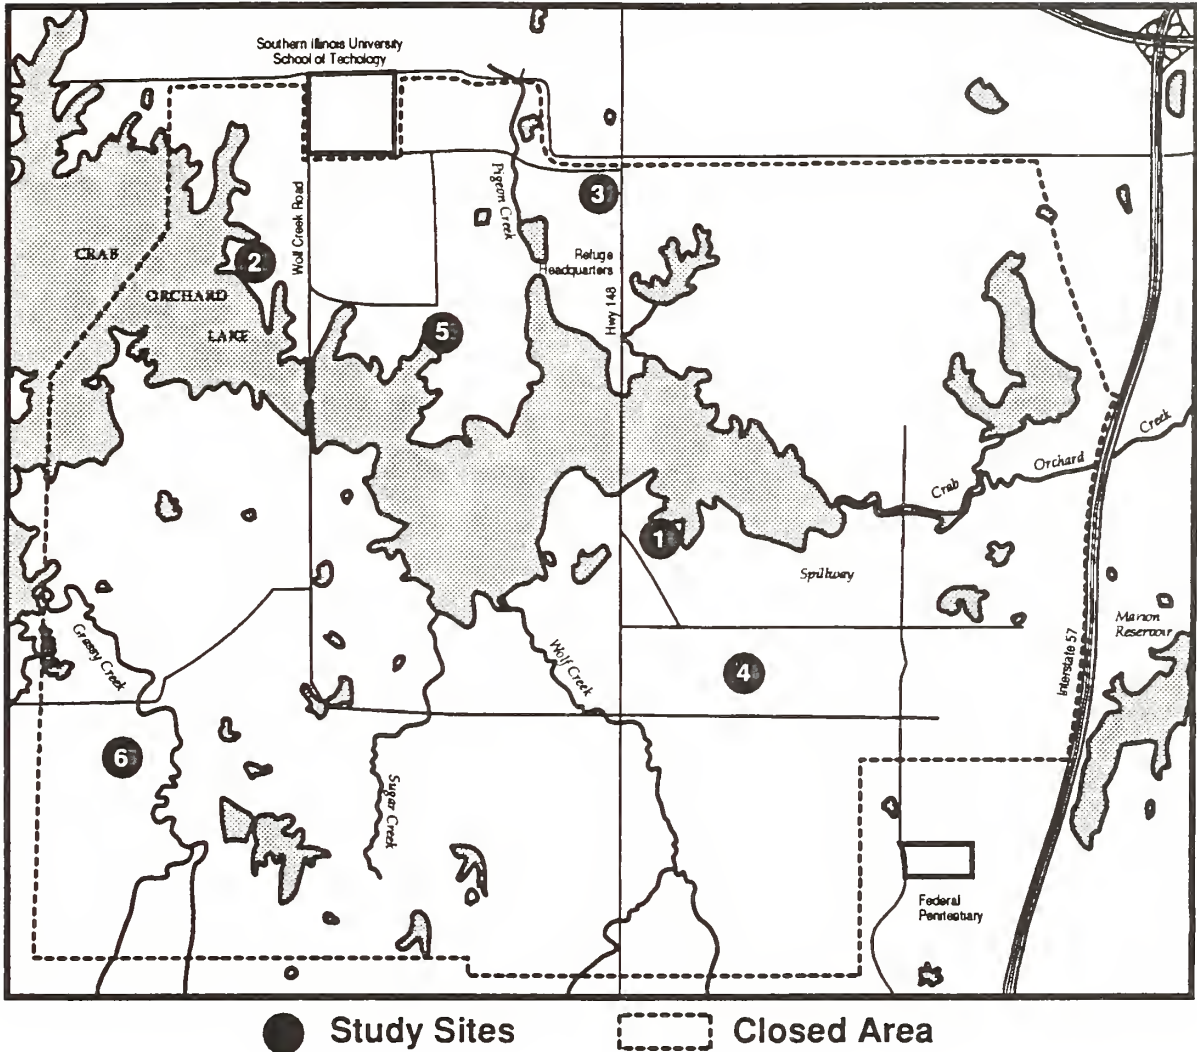 Southern Illinois University
School of Techology
Pigeon Creek
3
Wolf Creek Road
CRAB
2
Refuge
Headquarters
ORCHARD
Hwy 148
LAKE
5
Creek
Orchard
Crab
1
Spillway
Marion
Reservoir
Grassy Creek
Wolf Creek
Interstate 57
4
6
Sugar Creek
Federal
Penitentiary
Study Sites
Closed Area